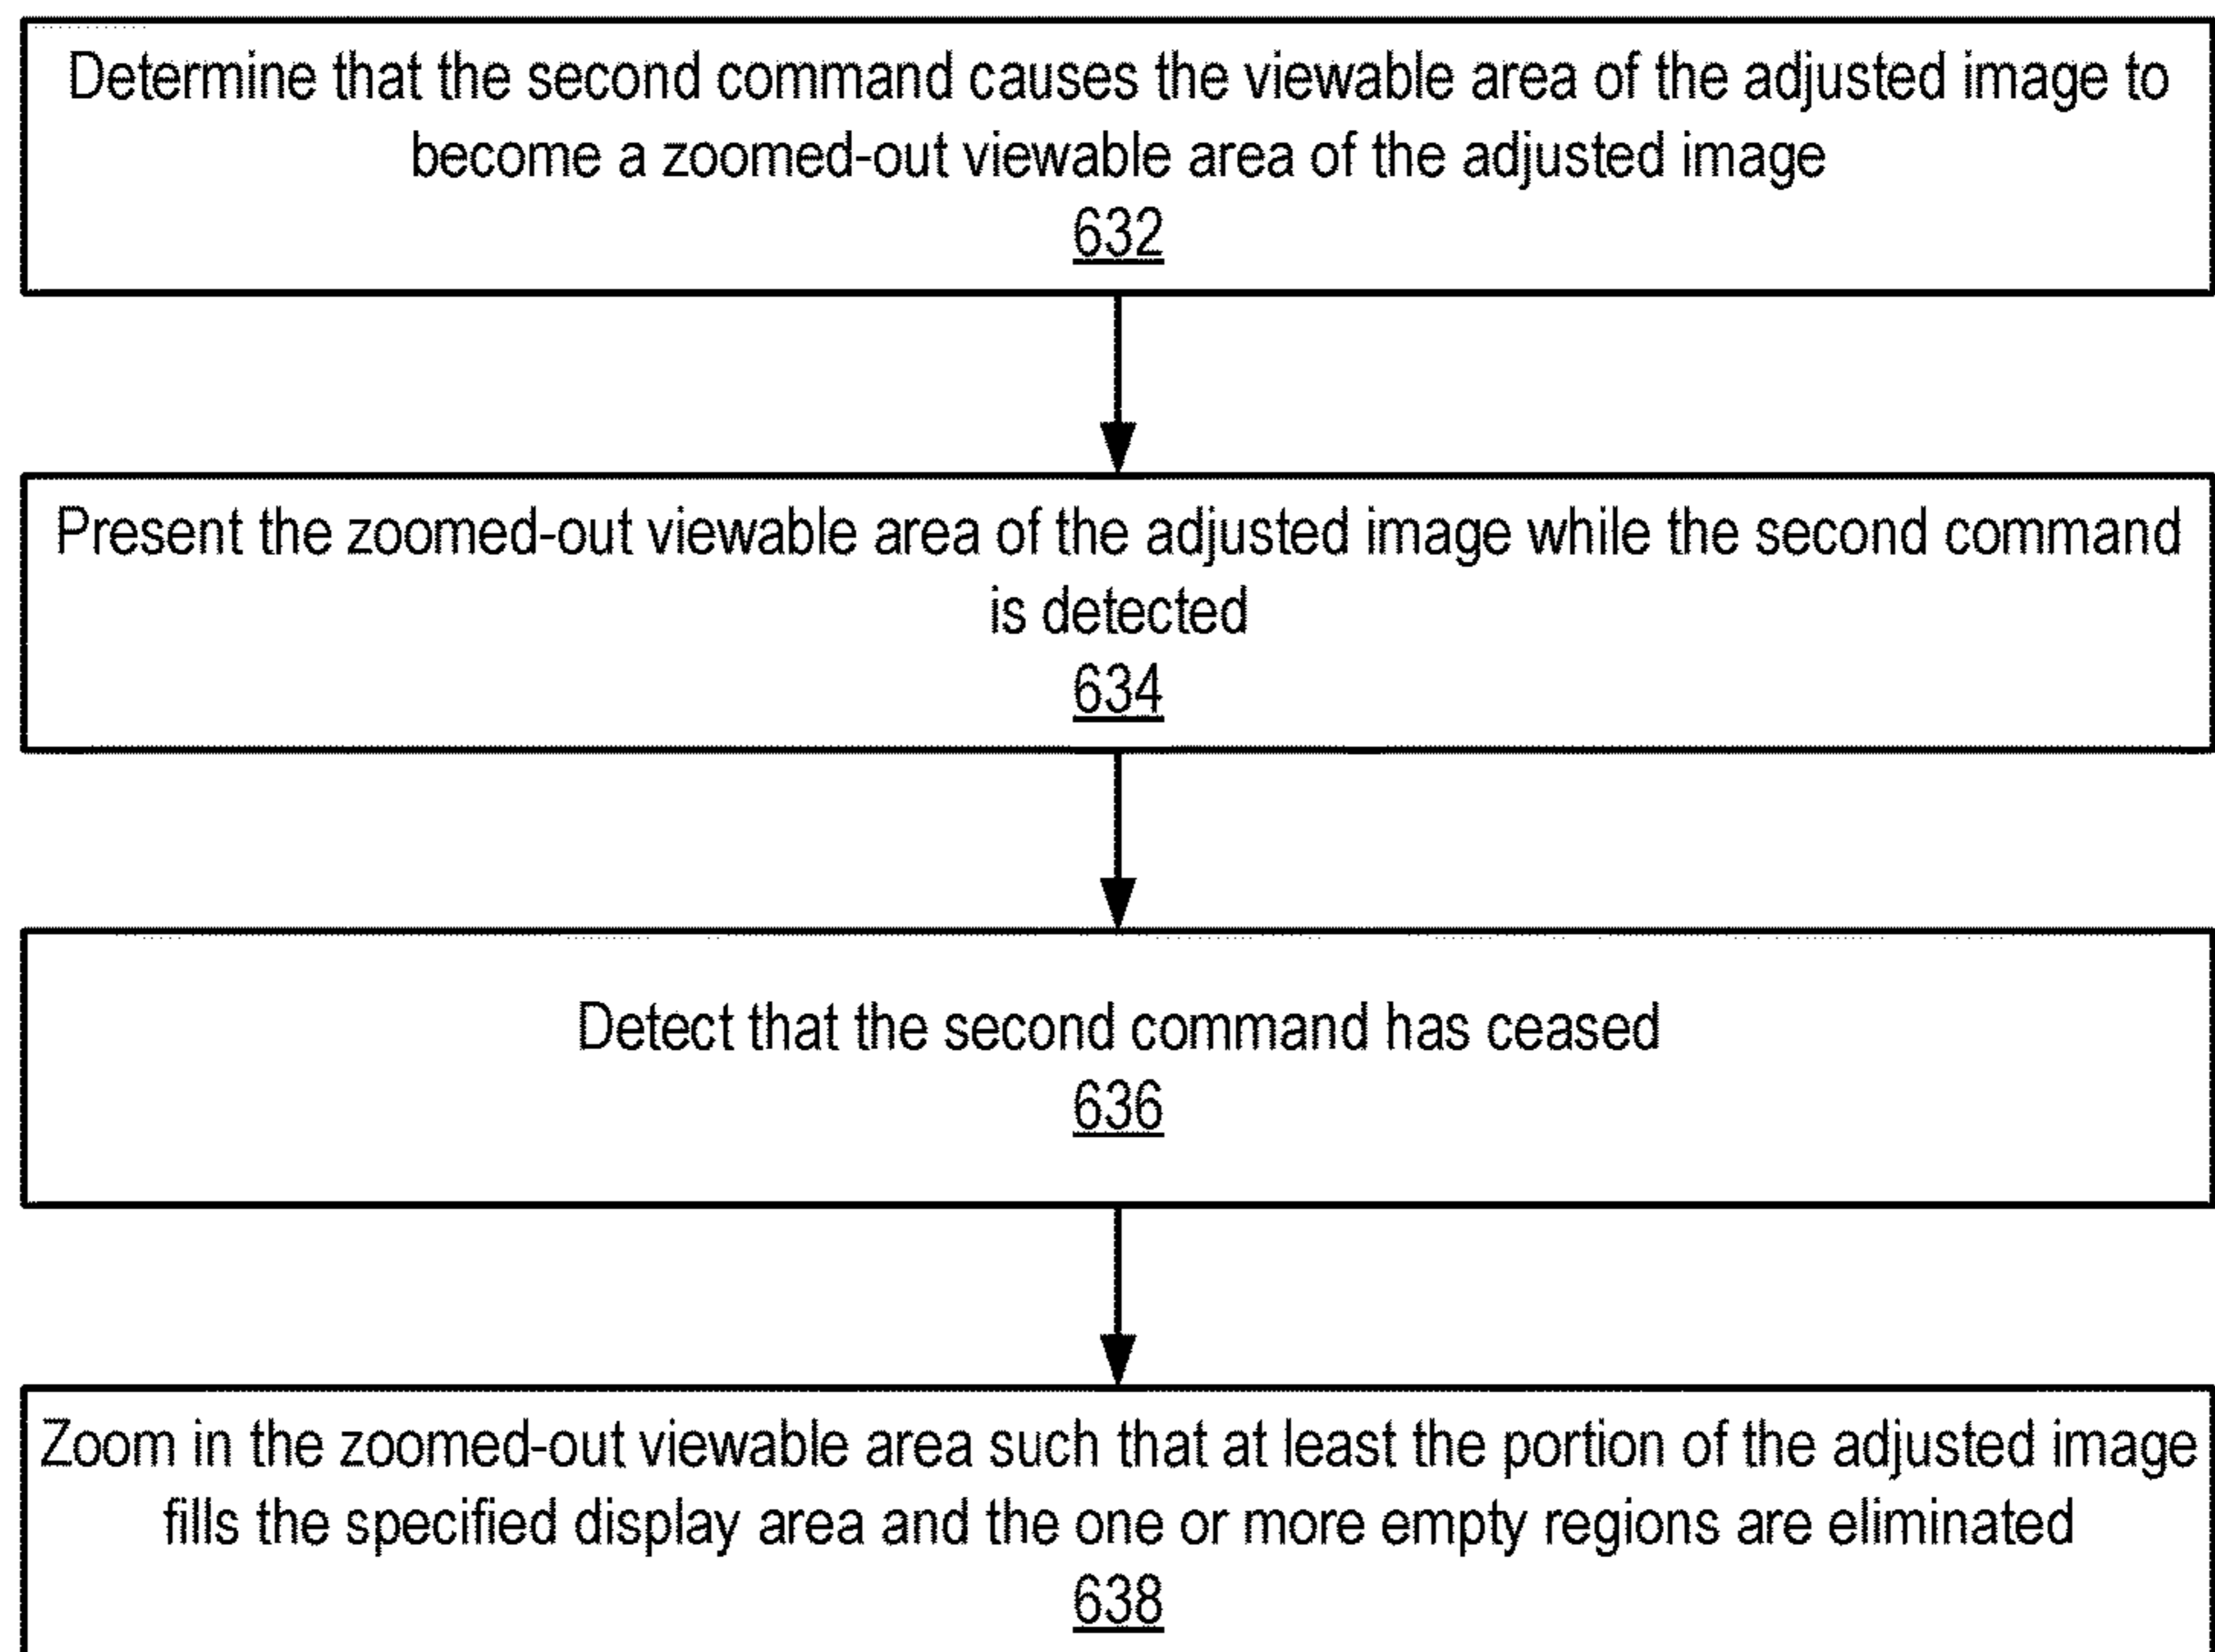 Determine that the second command causes the viewable area of the adjusted image to
become a zoomed-out viewable area of the adjusted image
632
Present the zoomed-out viewable area of the adjusted image while the second command
is detected
634
Detect that the second command has ceased
636
Zoom in the zoomed-out viewable area such that at least the portion of the adjusted image
fills the specified display area and the one or more empty regions are eliminated
638